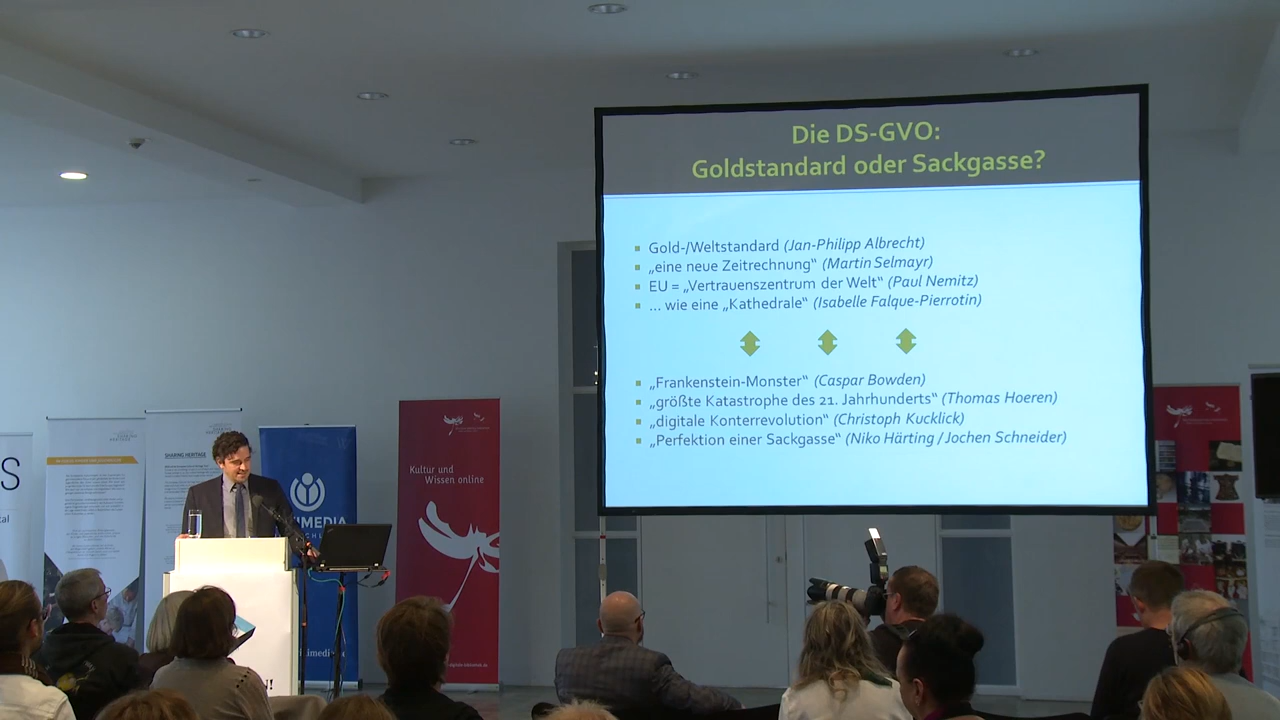 Die DS-GVO:
Goldstandard oder Sackgasse?
Gold-/Weltstandard (Jan-Philipp Albrecht)
„eine neue Zeitrechnung“ (Martin Selmayr)
EU = „Vertrauenszentrum der Welt“ (Paul Nemitz)
... wie eine „Kathedrale“ (Isabelle Falque-Pierrotin)
„Frankenstein-Monster“ (Caspar Bowden)
„größte Katastrophe des 21. Jahrhunderts“ (Thomas Hoeren)
„digitale Konterrevolution“ (Christoph Kucklick)
„Perfektion einer Sackgasse“ (Niko Härting / Jochen Schneider)
S
tal
SHARING HERITAGE
IMEDIA
Kultur und
Wissen online
N!